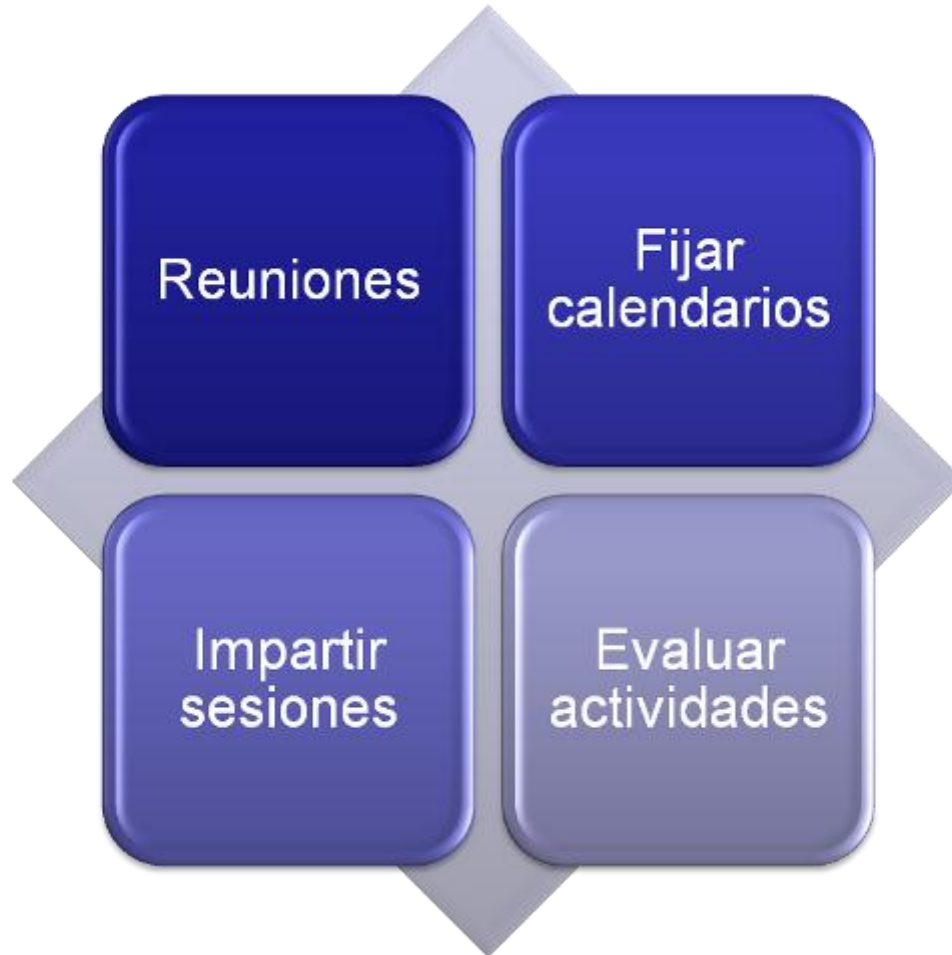 Reuniones
Fijar
calendarios
Impartir
sesiones
Evaluar
actividades